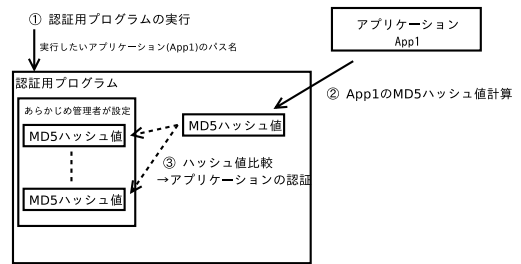 ① 認証用プログラムの実行
実行したいアプリケーション(App1)のパス名
アプリケーション
App1
② App1のMD5ハッシュ値計算
認証用プログラム
あらかじめ管理者が設定
MD5ハッシュ値
MD5ハッシュ値
MD5ハッシュ値
③ ハッシュ値比較
→アプリケーションの認証